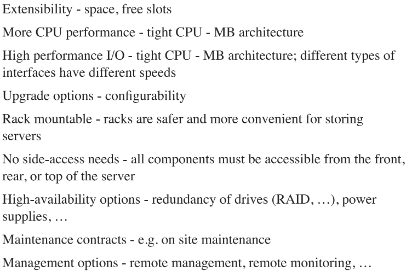 Extensibility - space, free slots
More CPU performance - tight CPU - MB architecture
High performance I/O - tight CPU - MB architecture; different types of
interfaces have different speeds
Upgrade options - configurability
Rack mountable - racks are safer and more convenient for storing
servers
No side-access needs - all components must be accessible from the front,
rear, or top of the server
High-availability options - redundancy of drives (RAID, …), power
supplies, …
Maintenance contracts - e.g. on site maintenance
Management options - remote management, remote monitoring, …